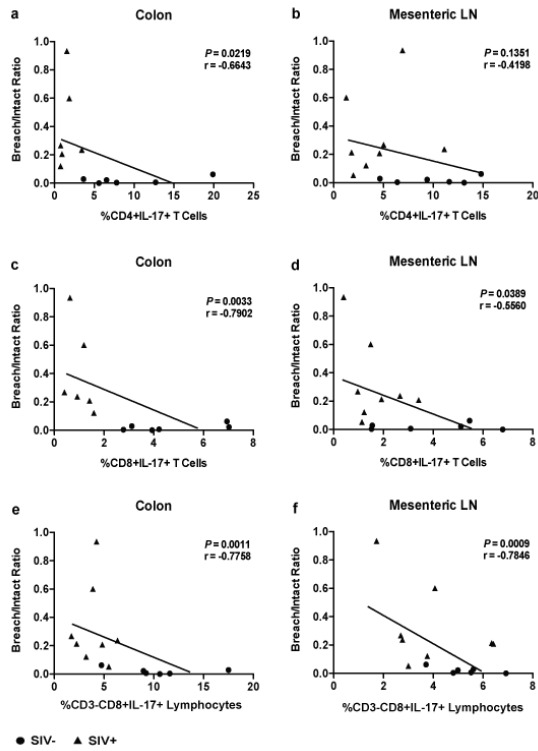 a
Colon
P = 0.0219
r = -0.6643
Breach/Intact Ratio
1.0
0.8
0.6
0.4
0.2
0.0
0 5 10 15 20 25
%CD4+IL-17+ T Cells
b
Mesenteric LN
P = 0.1351
r = -0.4198
Breach/Intact Ratio
1.0
0.8
0.6
0.4
0.2
0.0
0 5 10 15 20
%CD4+IL-17+ T Cells
c
Colon
P = 0.0033
r = -0.7902
Breach/Intact Ratio
1.0
0.8
0.6
0.4
0.2
0.0
0 2 4 6 8
%CD8+IL-17+ T Cells
d
Mesenteric LN
P = 0.0389
r = -0.5560
Breach/Intact Ratio
1.0
0.8
0.6
0.4
0.2
0.0
0 2 4 6 8
%CD8+IL-17+ T Cells
e
Colon
P = 0.0011
r = -0.7758
Breach/Intact Ratio
1.0
0.8
0.6
0.4
0.2
0.0
0 5 10 15 20
%CD3-CD8+IL-17+ Lymphocytes
f
Mesenteric LN
P = 0.0009
r = -0.7846
Breach/Intact Ratio
1.0
0.8
0.6
0.4
0.2
0.0
0 2 4 6 8
%CD3-CD8+IL-17+ Lymphocytes
SIV- SIV+